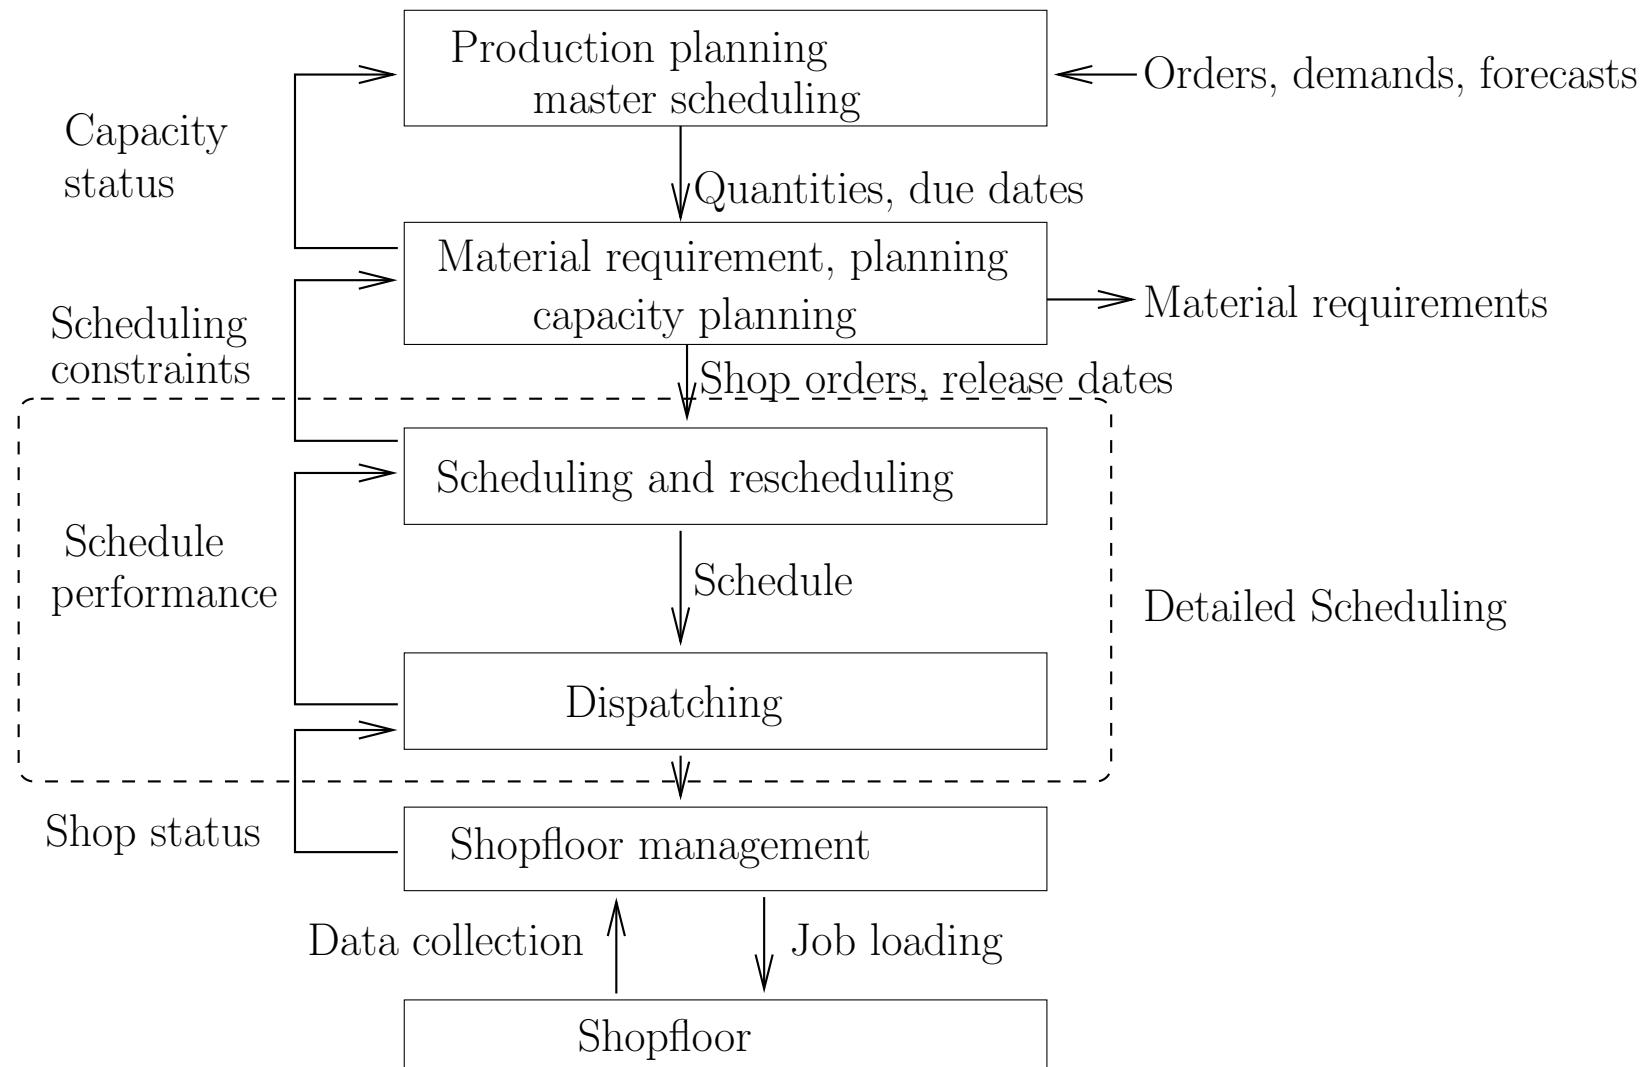 Production planning
master scheduling
Orders, demands, forecasts
Capacity
status
Quantities, due dates
Material requirement, planning
capacity planning
Material requirements
Scheduling
constraints
Shop orders, release dates
Scheduling and rescheduling
Schedule
performance
Schedule
Detailed Scheduling
Dispatching
Shop status
Shopfloor management
Data collection
Job loading
Shopfloor